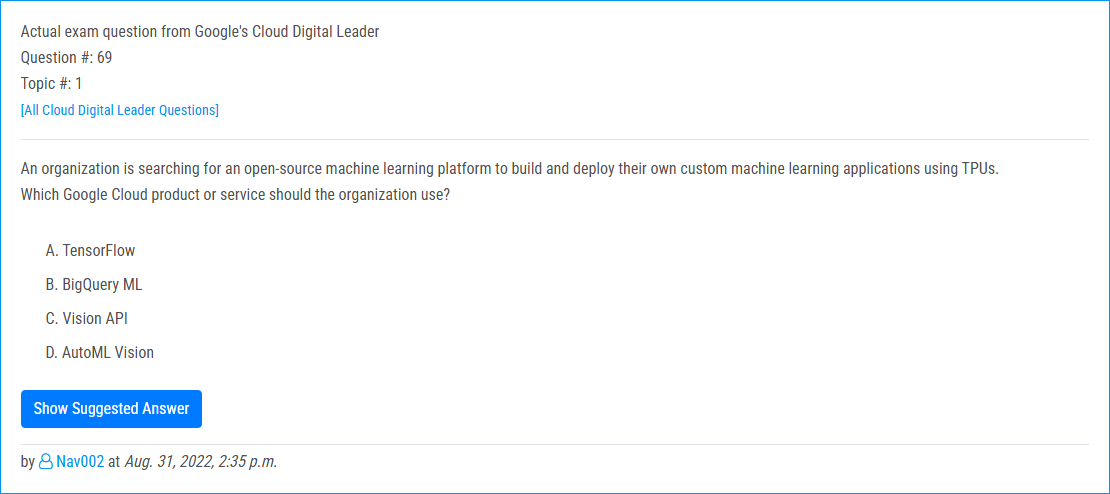 Actual exam question from Google's Cloud Digital Leader
Question #: 69
Topic #: 1
[All Cloud Digital Leader Questions]
An organization is searching for an open-source machine learning platform to build and deploy their own custom machine learning applications using TPUs.
Which Google Cloud product or service should the organization use?
A. TensorFlow
B. BigQuery ML
C. Vision API
D. AutoML Vision
Show Suggested Answer
by Nav002 at Aug. 31, 2022, 2:35 p.m.